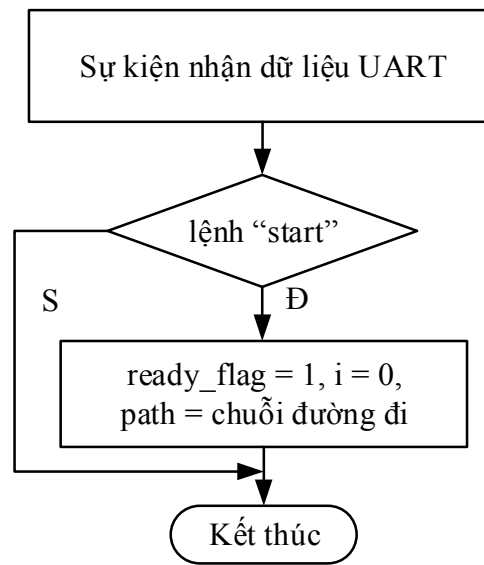 Sự kiện nhận dữ liệu UART
lệnh “start”
S
Đ
ready_flag = 1, i = 0,
path = chuỗi đường đi
Kết thúc